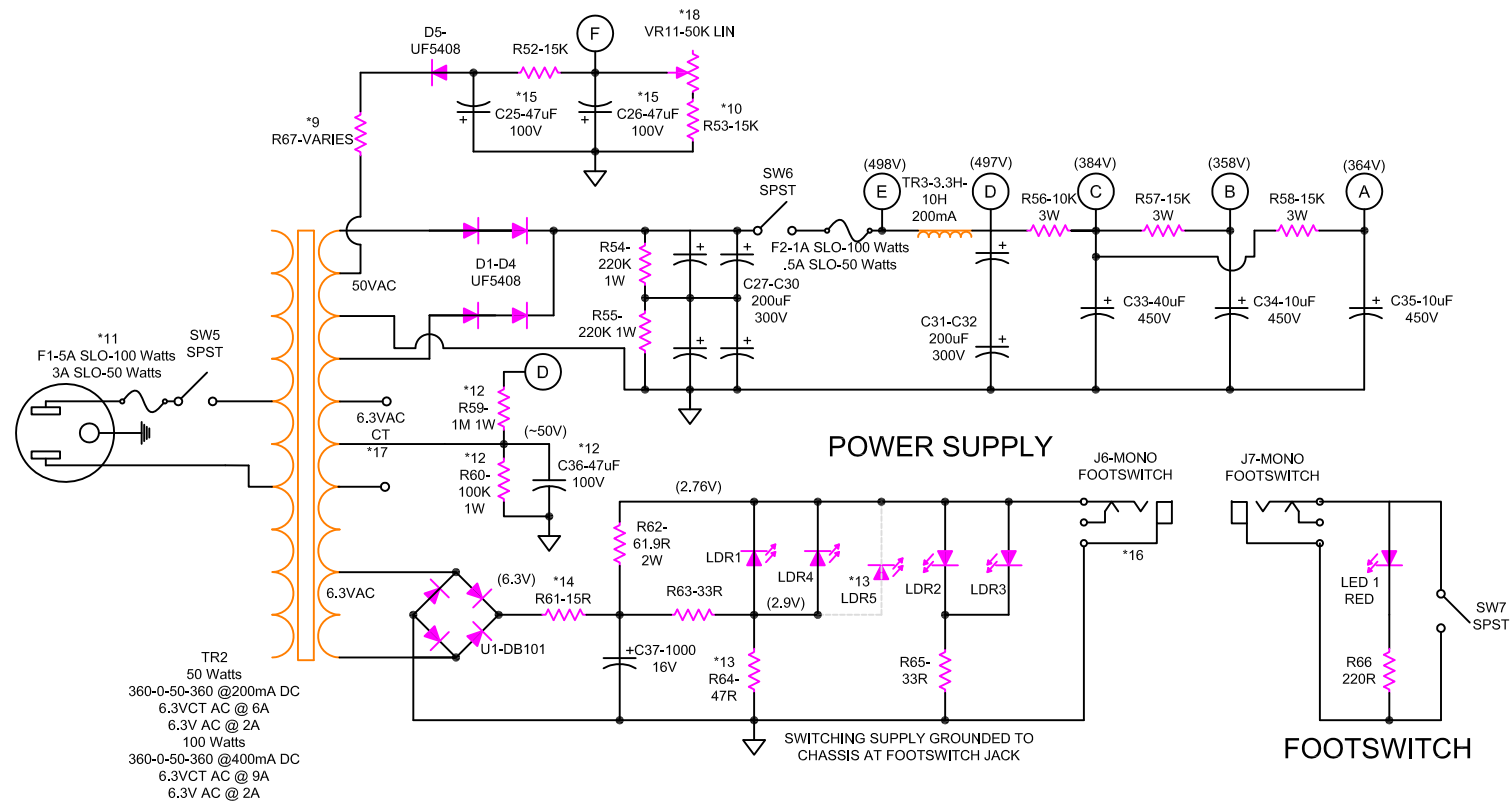 *18
VR11-50K LIN
D5-
UF5408
R52-15K
F
*9
R67-VARIES
+
*15
C25-47uF
100V
+
*15
C26-47uF
100V
*10
R53-15K
(498V)
E
TR3-3.3H-
10H
200mA
(497V)
D
(384V)
C
(358V)
B
(364V)
A
SW6
SPST
R56-10K
3W
R57-15K
3W
R58-15K
3W
F2-1A SLO-100 Watts
.5A SLO-50 Watts
50VAC
D1-D4
UF5408
R54-
220K
1W
R55-
220K 1W
+
+
+
+
C27-C30
200uF
300V
+
+
C31-C32
200uF
300V
+
C33-40uF
450V
+
C34-10uF
450V
+
C35-10uF
450V
*11
F1-5A SLO-100 Watts
3A SLO-50 Watts
SW5
SPST
6.3VAC
CT
*17
D
*12
R59-
1M 1W
(~50V)
*12
R60-
100K
1W
+
*12
C36-47uF
100V
POWER SUPPLY
J6-MONO
FOOTSWITCH
J7-MONO
FOOTSWITCH
*16
(2.76V)
R62-
61.9R
2W
LDR1
LDR4
*13
LDR5
LDR2
LDR3
LED 1
RED
SW7
SPST
6.3VAC
(6.3V)
*14
R61-15R
R63-33R
(2.9V)
U1-DB101
+C37-1000
16V
*13
R64-
47R
R65-
33R
R66
220R
TR2
50 Watts
360-0-50-360 @200mA DC
6.3VCT AC @ 6A
6.3V AC @ 2A
100 Watts
360-0-50-360 @400mA DC
6.3VCT AC @ 9A
6.3V AC @ 2A
SWITCHING SUPPLY GROUNDED TO
CHASSIS AT FOOTSWITCH JACK
FOOTSWITCH